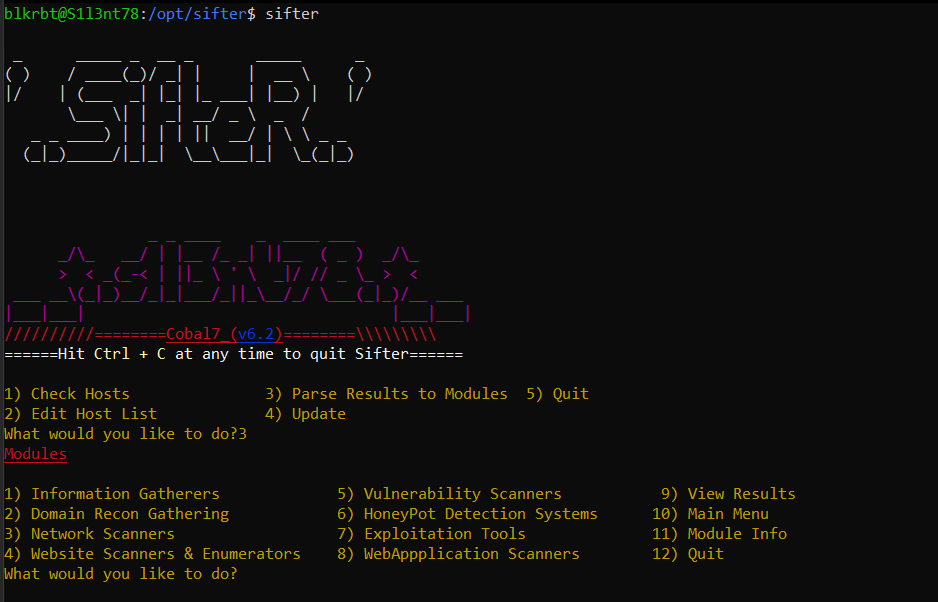 blkrbt@S1l3nt78:/opt/sifter$ sifter
'SifteR.'
//////////========Cobal7_(v6.2)========\\\\\\\\\
======Hit Ctrl + C at any time to quit Sifter======
1) Check Hosts 3) Parse Results to Modules 5) Quit
2) Edit Host List 4) Update
What would you like to do?3
Modules
1) Information Gatherers 5) Vulnerability Scanners 9) View Results
2) Domain Recon Gathering 6) HoneyPot Detection Systems 10) Main Menu
3) Network Scanners 7) Exploitation Tools 11) Module Info
4) Website Scanners & Enumerators 8) WebAppplication Scanners 12) Quit
What would you like to do?